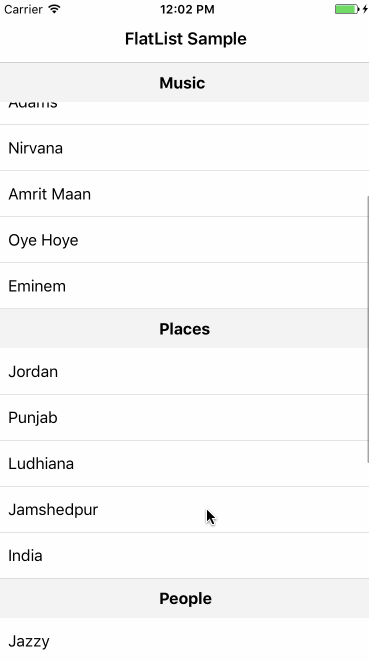 Carrier 12:02 PM
FlatList Sample
Music
Adams
Nirvana
Amrit Maan
Oye Hoye
Eminem
Places
Jordan
Punjab
Ludhiana
Jamshedpur
India
People
Jazzy